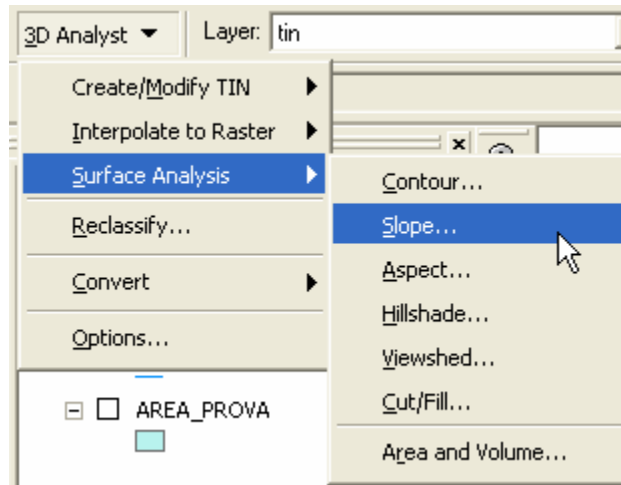 3D Analyst Layer: tin
Create/Modify TIN
Interpolate to Raster
Surface Analysis
Contour...
Reclassify...
Slope...
Convert
Aspect...
Options...
Hillshade...
Viewshed...
AREA_PROVA
Cut/Fill...
Area and Volume...